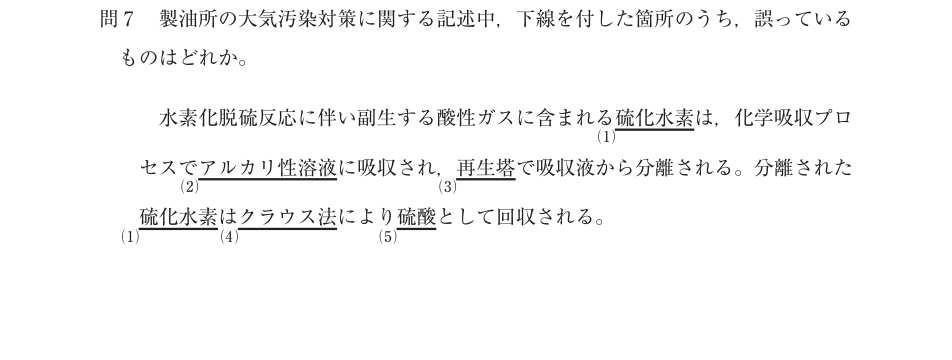 問７　製油所の大気汚染対策に関する記述中，下線を付した箇所のうち，誤っている
ものはどれか。
水素化脱硫反応に伴い副生する酸性ガスに含まれる硫化水素は，化学吸収プロ
(1)
セスでアルカリ性溶液に吸収され，再生塔で吸収液から分離される。分離された
(2) (3)
硫化水素はクラウス法により硫酸として回収される。
(1) (4) (5)